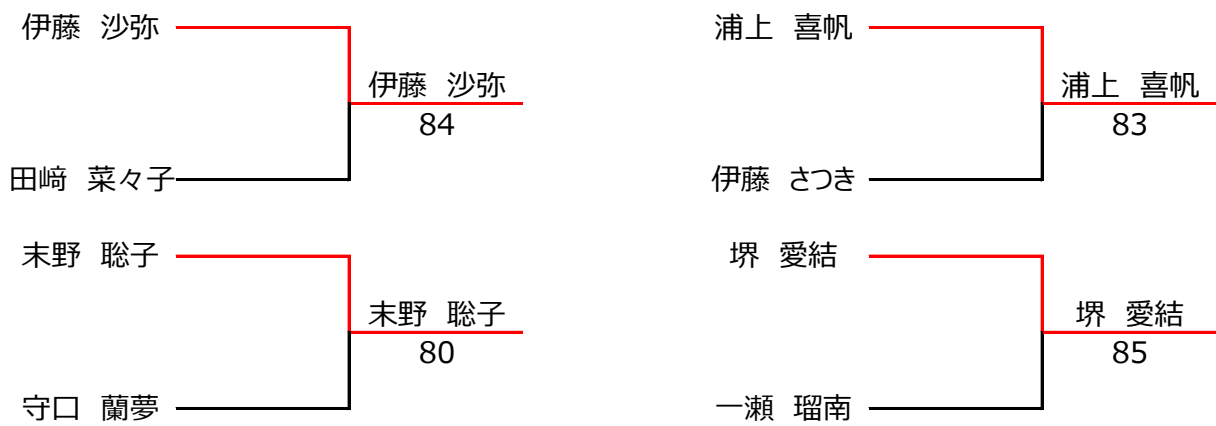 伊藤 沙弥
伊藤 沙弥
84
田﨑 菜々子
末野 聡子
末野 聡子
80
守口 蘭夢
浦上 喜帆
浦上 喜帆
83
伊藤 さつき
堺 愛結
堺 愛結
85
一瀬 瑠南